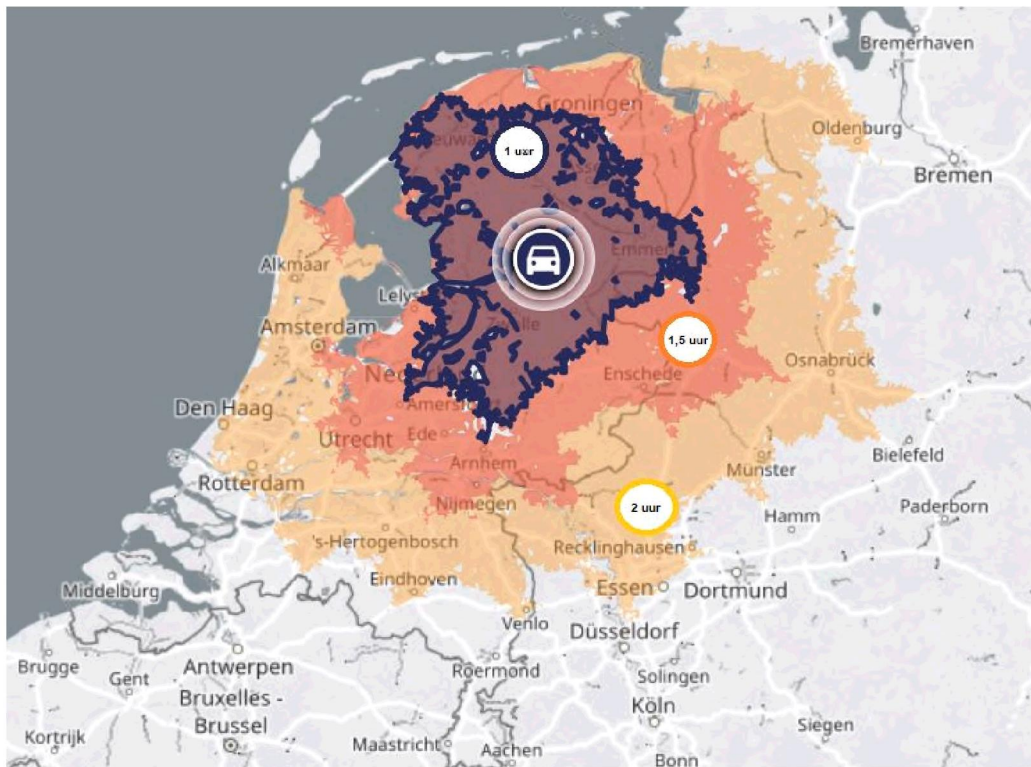 Bremerhaven
Groningen
Oldenburg
1 uur
Bremen
Emmen
Alkmaar
Lelyst
Amsterdam
Zwolle
1,5 uur
Osnabrück
Enschede
Den Haag
Utrecht
Ede
Arnhem
Münster
Bielefeld
Rotterdam
Nijmegen
2 uur
Paderborn
Hamm
's-Hertogenbosch
Recklinghausen
Eindhoven
Essen
Dortmund
Middelburg
Venlo
Düsseldorf
Brugge
Antwerpen
Roermond
Solingen
Gent
Bruxelles -
Brussel
Köln
Siegen
Kortrijk
Maastricht
Aachen
Bonn